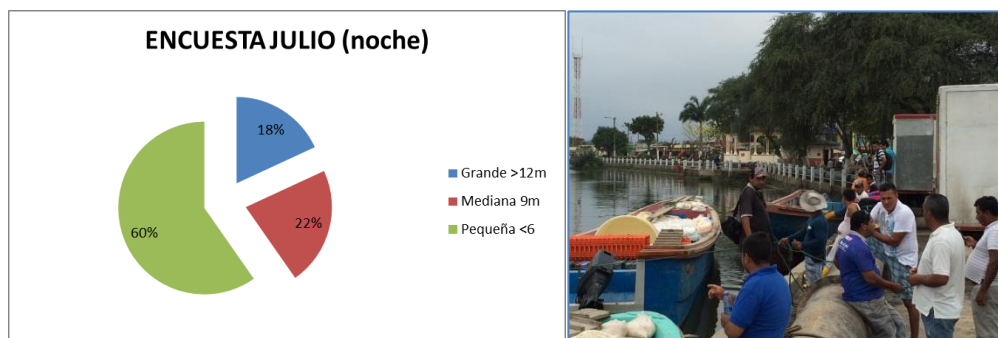 ENCUESTA JULIO (noche)
18%
22%
60%
Grande >12m
Mediana 9m
Pequeña <6